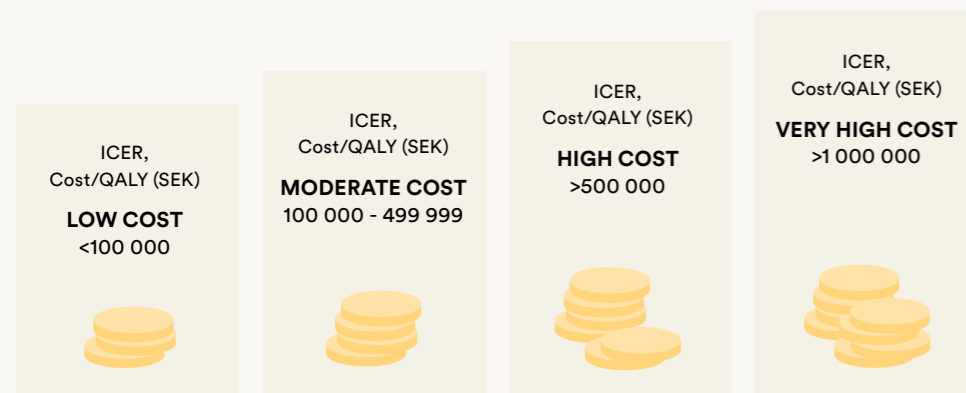 ICER,
Cost/QALY (SEK)
LOW COST
<100 000
ICER,
Cost/QALY (SEK)
MODERATE COST
100 000 - 499 999
ICER,
Cost/QALY (SEK)
HIGH COST
>500 000
ICER,
Cost/QALY (SEK)
VERY HIGH COST
>1 000 000